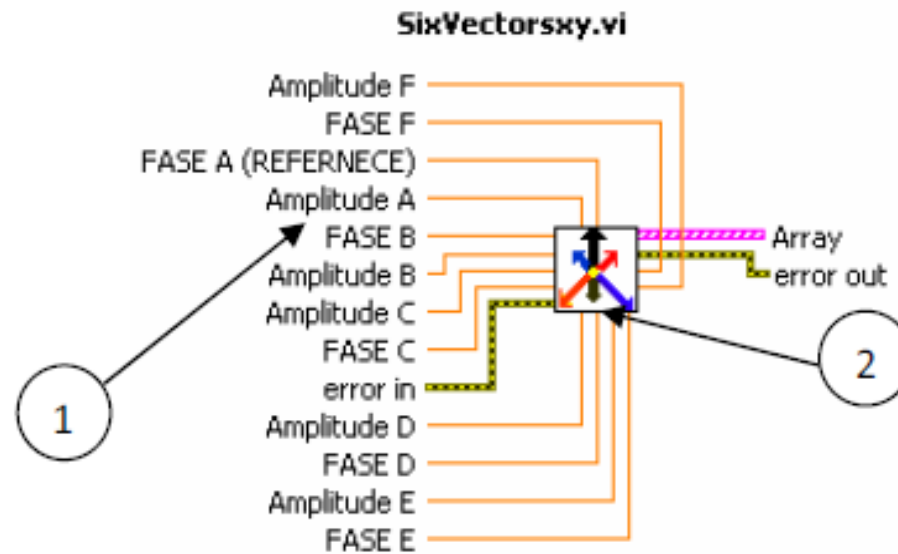 SixVectorsxy.vi
Amplitude F
FASE F
FASE A (REFERNECE)
Amplitude A
FASE B
Amplitude B
Amplitude C
FASE C
error in
Amplitude D
FASE D
Amplitude E
FASE E
Array
error out
1
2